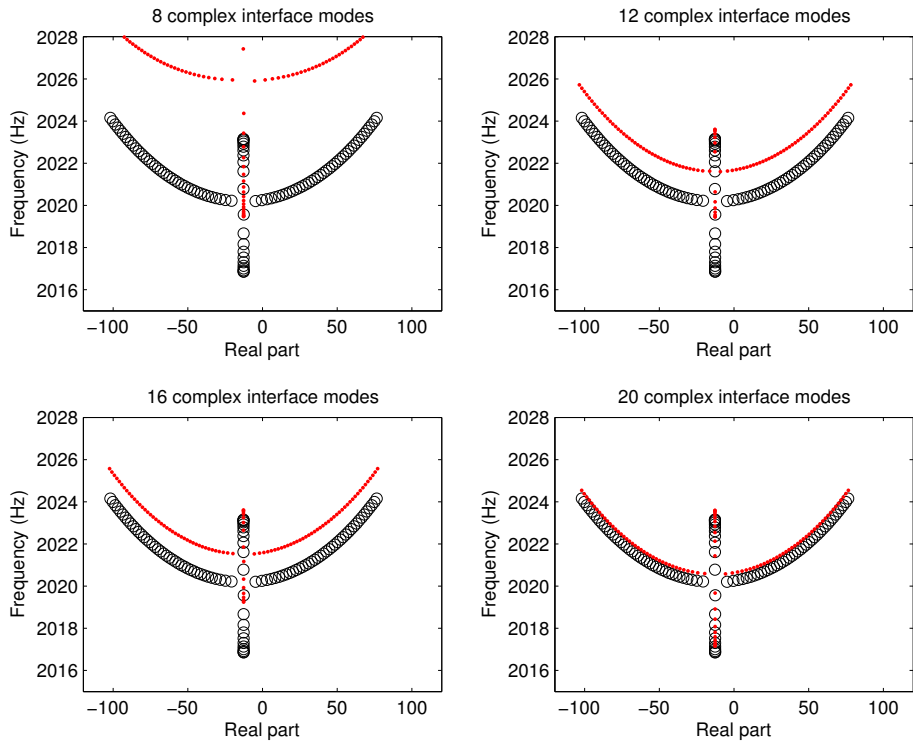 8 complex interface modes
2028
2026
2024
2022
2020
2018
2016
Frequency (Hz)
−100 −50 0 50 100
Real part
12 complex interface modes
2028
2026
2024
2022
2020
2018
2016
Frequency (Hz)
−100 −50 0 50 100
Real part
16 complex interface modes
2028
2026
2024
2022
2020
2018
2016
Frequency (Hz)
−100 −50 0 50 100
Real part
20 complex interface modes
2028
2026
2024
2022
2020
2018
2016
Frequency (Hz)
−100 −50 0 50 100
Real part